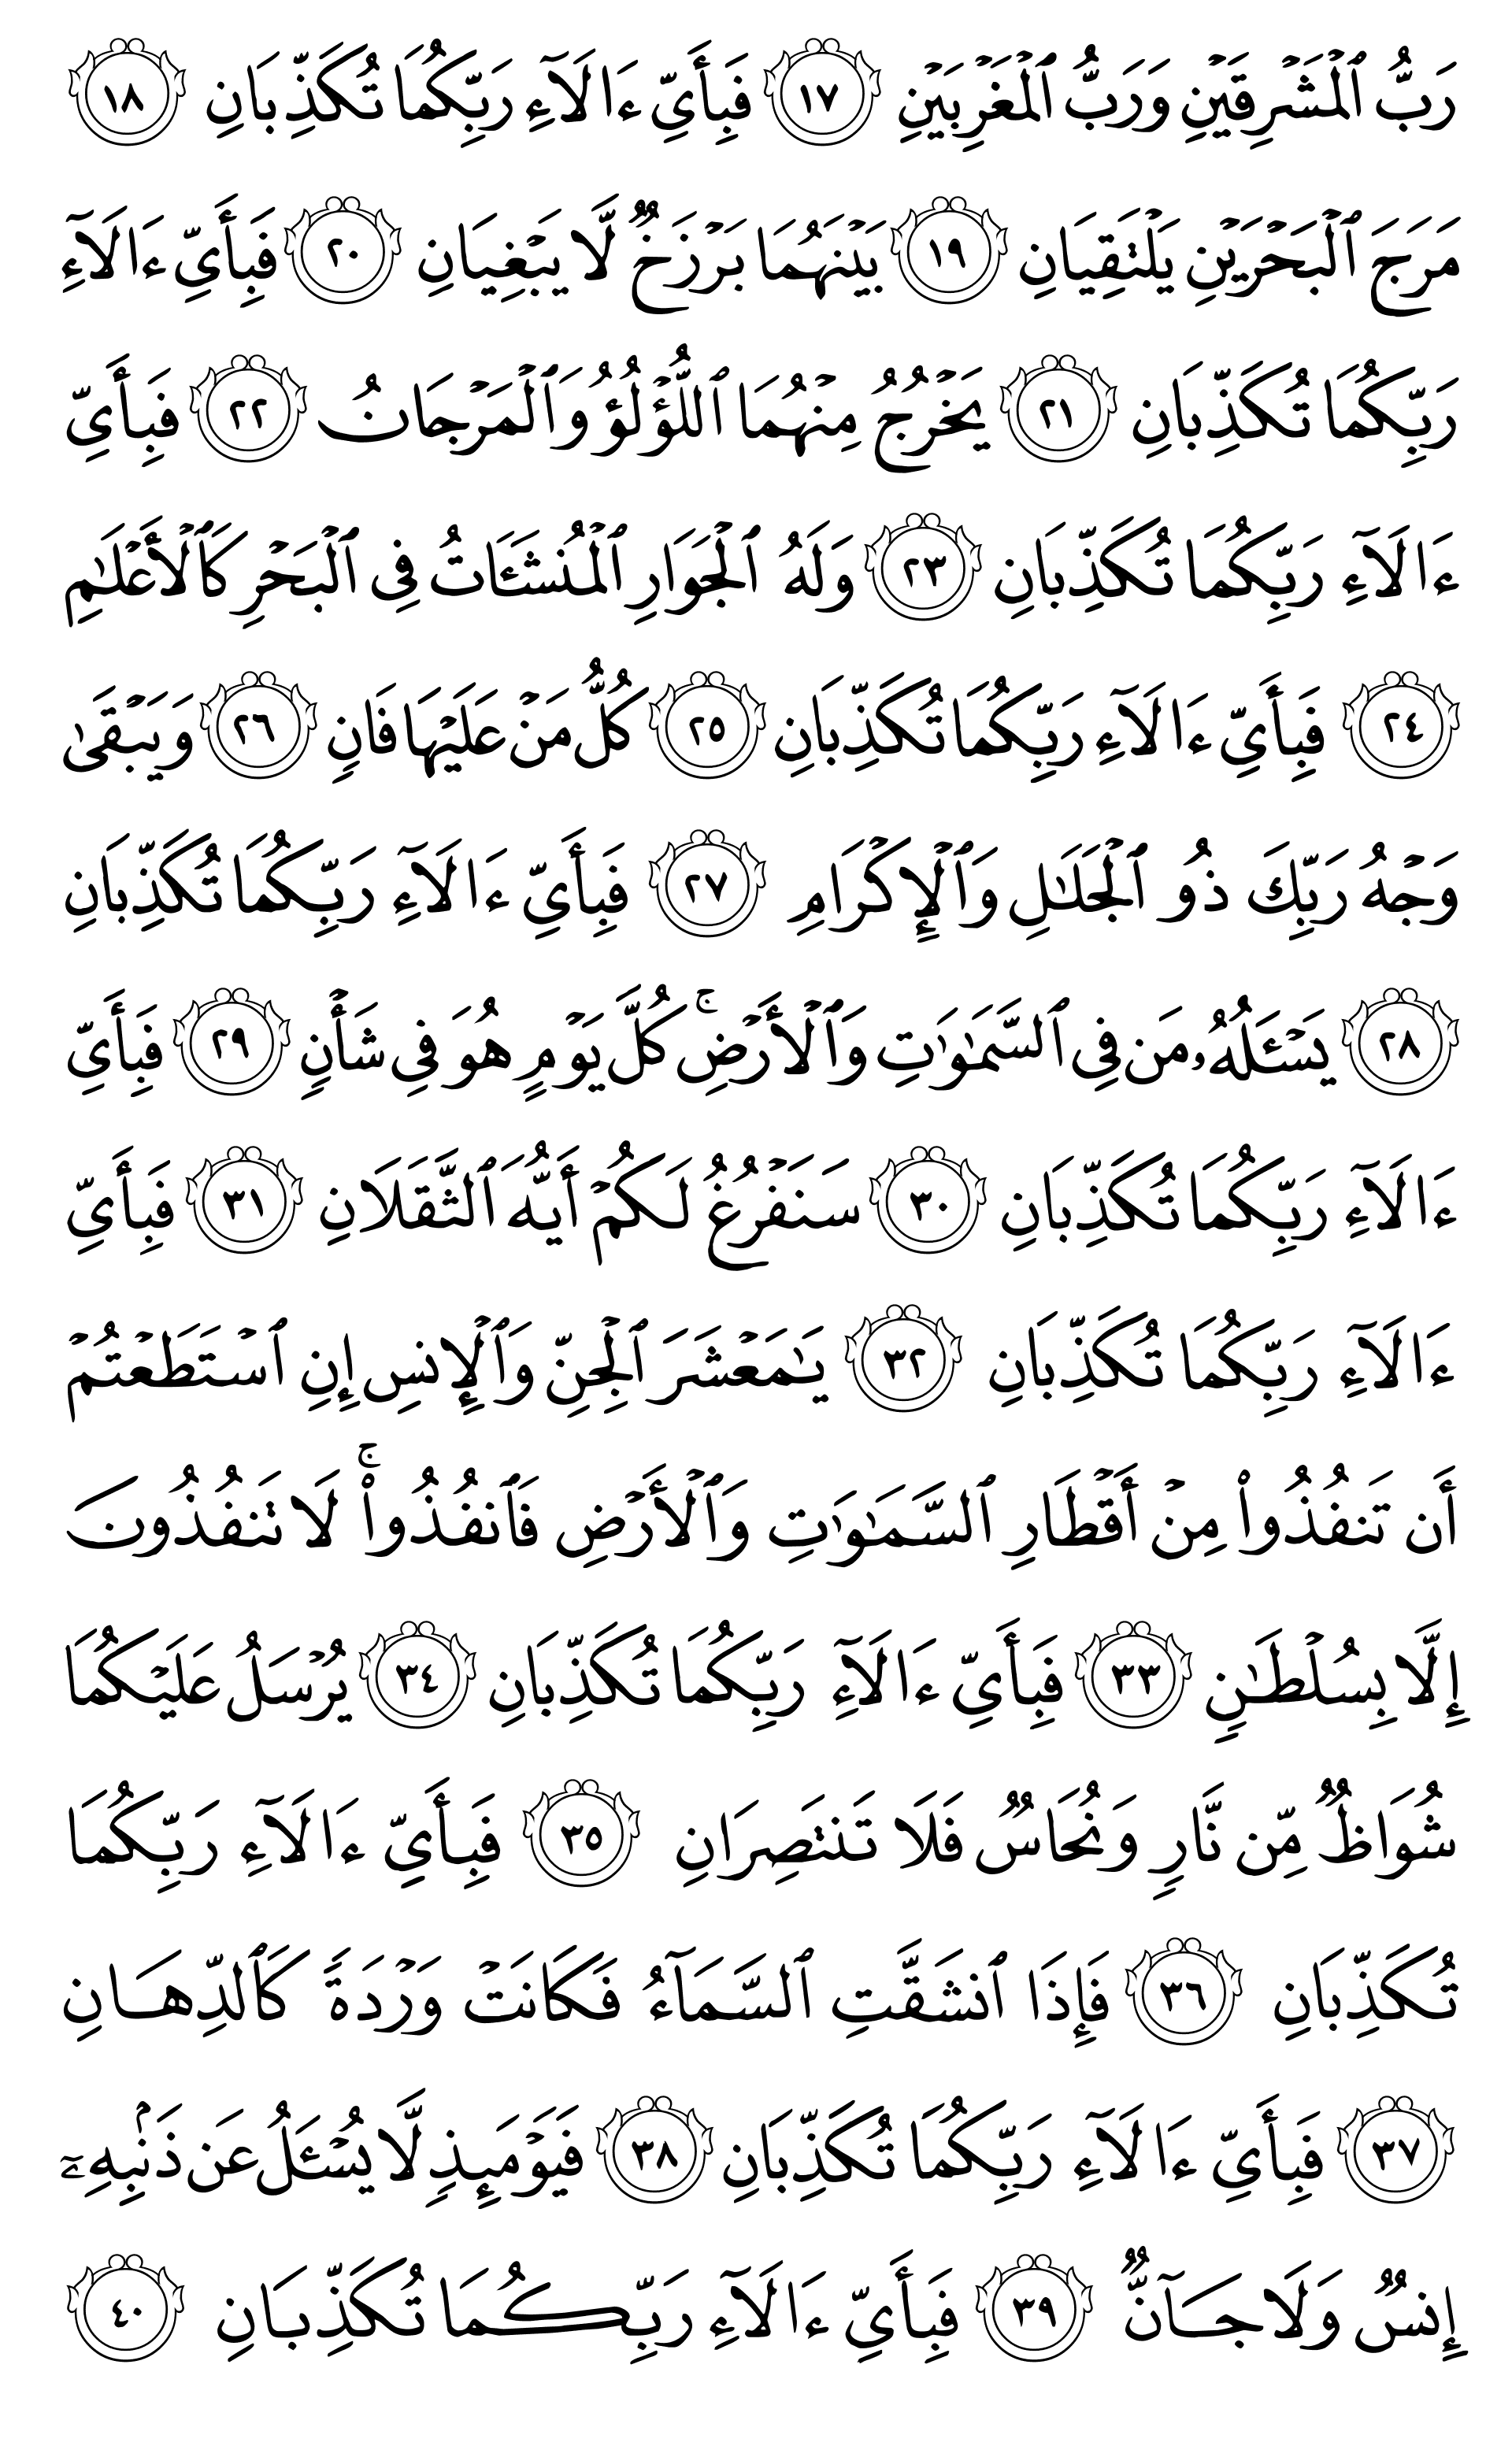 رَبُّ ٱلْمَشْرِقَيْنِ وَرَبُّ ٱلْمَغْرِبَيْنِ ١٧ فَبِأَيِّ ءَالَآءِ رَبِّكُمَا تُكَذِّبَانِ ١٨
مَرَجَ ٱلْبَحْرَيْنِ يَلْتَقِيَانِ ١٩ بَيْنَهُمَا بَرْزَخٌ لَّا يَبْغِيَانِ ٢٠ فَبِأَيِّ ءَالَآءِ
رَبِّكُمَا تُكَذِّبَانِ ٢١ يَخْرُجُ مِنْهُمَا ٱللُّؤْلُؤُ وَٱلْمَرْجَانُ ٢٢ فَبِأَيِّ
ءَالَآءِ رَبِّكُمَا تُكَذِّبَانِ ٢٣ وَلَهُ ٱلْجَوَارِ ٱلْمُنشَـَٔاتُ فِي ٱلْبَحْرِ كَٱلْأَعْلَٰمِ
٢٤ فَبِأَيِّ ءَالَآءِ رَبِّكُمَا تُكَذِّبَانِ ٢٥ كُلُّ مَنْ عَلَيْهَا فَانٍ ٢٦ وَيَبْقَىٰ
وَجْهُ رَبِّكَ ذُو ٱلْجَلَٰلِ وَٱلْإِكْرَامِ ٢٧ فَبِأَيِّ ءَالَآءِ رَبِّكُمَا تُكَذِّبَانِ
٢٨ يَسْـَٔلُهُۥ مَن فِي ٱلسَّمَٰوَٰتِ وَٱلْأَرْضِۚ كُلَّ يَوْمٍ هُوَ فِي شَأْنٍ ٢٩ فَبِأَيِّ
ءَالَآءِ رَبِّكُمَا تُكَذِّبَانِ ٣٠ سَنَفْرُغُ لَكُمْ أَيُّهَ ٱلثَّقَلَانِ ٣١ فَبِأَيِّ
ءَالَآءِ رَبِّكُمَا تُكَذِّبَانِ ٣٢ يَٰمَعْشَرَ ٱلْجِنِّ وَٱلْإِنسِ إِنِ ٱسْتَطَعْتُمْ
أَن تَنفُذُوا۟ مِنْ أَقْطَارِ ٱلسَّمَٰوَٰتِ وَٱلْأَرْضِ فَٱنفُذُوا۟ۚ لَا تَنفُذُونَ
إِلَّا بِسُلْطَٰنٍ ٣٣ فَبِأَيِّ ءَالَآءِ رَبِّكُمَا تُكَذِّبَانِ ٣٤ يُرْسَلُ عَلَيْكُمَا
شُوَاظٌ مِّن نَّارٍ وَنُحَاسٌ فَلَا تَنتَصِرَانِ ٣٥ فَبِأَيِّ ءَالَآءِ رَبِّكُمَا
تُكَذِّبَانِ ٣٦ فَإِذَا ٱنشَقَّتِ ٱلسَّمَآءُ فَكَانَتْ وَرْدَةً كَٱلدِّهَانِ
٣٧ فَبِأَيِّ ءَالَآءِ رَبِّكُمَا تُكَذِّبَانِ ٣٨ فَيَوْمَئِذٍ لَّا يُسْـَٔلُ عَن ذَنۢبِهِۦٓ
إِنسٌ وَلَا جَآنٌّ ٣٩ فَبِأَيِّ ءَالَآءِ رَبِّكُمَا تُكَذِّبَانِ ٤٠